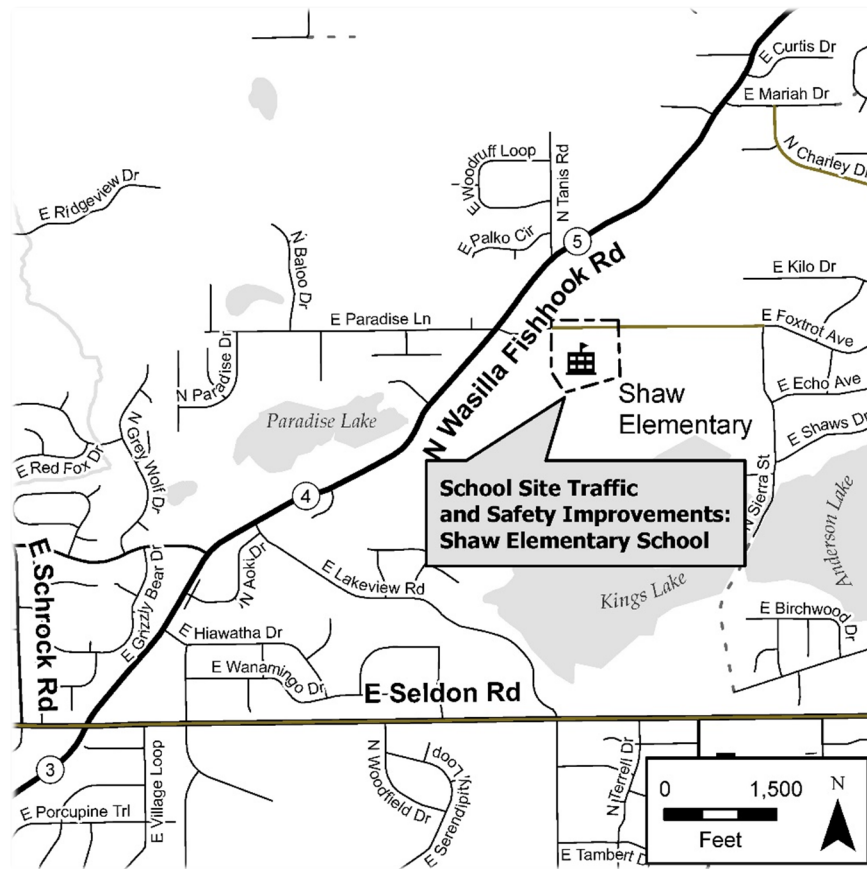 E Curtis Dr
E Mariah Dr
N Charley Dr
E Woodruff Loop
N Tanis Rd
E Ridgeview Dr
E Palko Cir
5
N Baloo Dr
E Kilo Dr
E Paradise Ln
E Foxtrot Ave
N Wasilla Fishhook Rd
N Paradise Dr
Shaw
Elementary
E Echo Ave
Paradise Lake
E Shaws Dr
N Grey Wolf Dr
E Red Fox Dr
N Sierra St
Anderson Lake
4
School Site Traffic
and Safety Improvements:
Shaw Elementary School
E Schrock Rd
E Grizzly Bear Dr
N Aoki Dr
E Lakeview Rd
Kings Lake
E Birchwood Dr
E Hiawatha Dr
E Wanamingo Dr
E Seldon Rd
3
E Village Loop
N Woodfield Dr
E Serendipity Loop
N Terrell Dr
E Porcupine Trl
E Tambert D
0 1,500
Feet
N